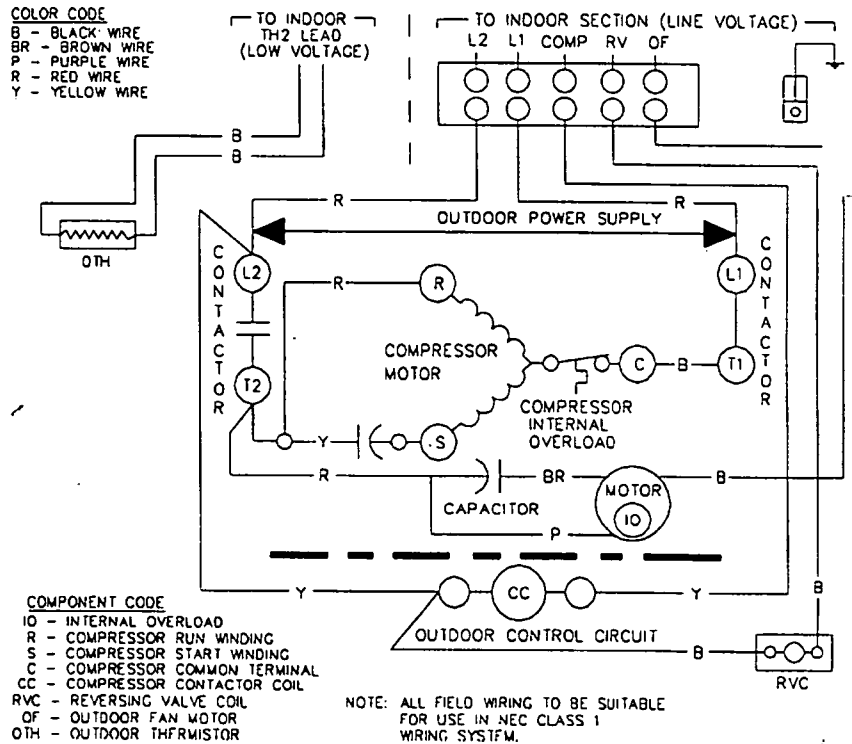 COLOR CODE
B - BLACK WIRE
BR - BROWN WIRE
P - PURPLE WIRE
R - RED WIRE
Y - YELLOW WIRE
TO INDOOR
TH2 LEAD
(LOW VOLTAGE)
TO INDOOR SECTION (LINE VOLTAGE)
L2 L1 COMP RV OF
B
B
OTH
R
R
OUTDOOR POWER SUPPLY
CONTACTOR
L2
L1
CONTACTOR
R
R
COMPRESSOR
MOTOR
T2
C
B
T1
COMPRESSOR
INTERNAL
OVERLOAD
Y
S
R
BR
B
CAPACITOR
MOTOR
IO
P
Y
CC
Y
B
OUTDOOR CONTROL CIRCUIT
B
RVC
COMPONENT CODE
IO - INTERNAL OVERLOAD
R - COMPRESSOR RUN WINDING
S - COMPRESSOR START WINDING
C - COMPRESSOR COMMON TERMINAL
CC - COMPRESSOR CONTACTOR COIL
RVC - REVERSING VALVE COIL
OF - OUTDOOR FAN MOTOR
OTH - OUTDOOR THERMISTOR
NOTE: ALL FIELD WIRING TO BE SUITABLE
FOR USE IN NEC CLASS 1
WIRING SYSTEM.